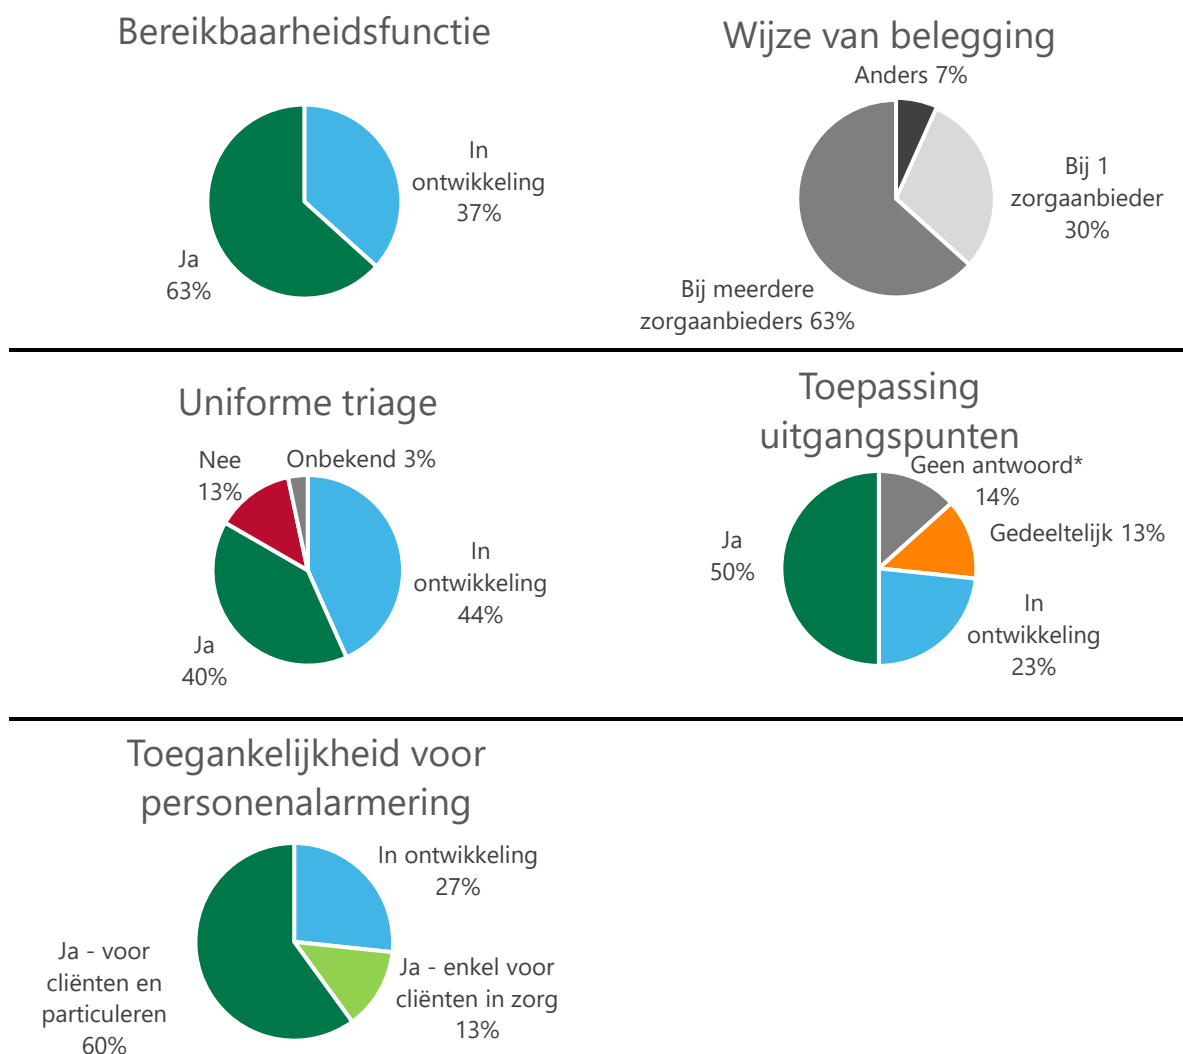 Bereikbaarheidsfunctie
In
ontwikkeling
37%
Ja
63%
Wijze van belegging
Anders 7%
Bij 1
zorgaanbieder
30%
Bij meerdere
zorgaanbieders 63%
Uniforme triage
Nee
13%
Onbekend 3%
In
ontwikkeling
44%
Ja
40%
Toepassing
uitgangspunten
Geen antwoord*
14%
Gedeeltelijk 13%
Ja
50%
In
ontwikkeling
23%
Toegankelijkheid voor
personenalarmering
In ontwikkeling
27%
Ja - enkel voor
cliënten in zorg
13%
Ja - voor
cliënten en
particuleren
60%